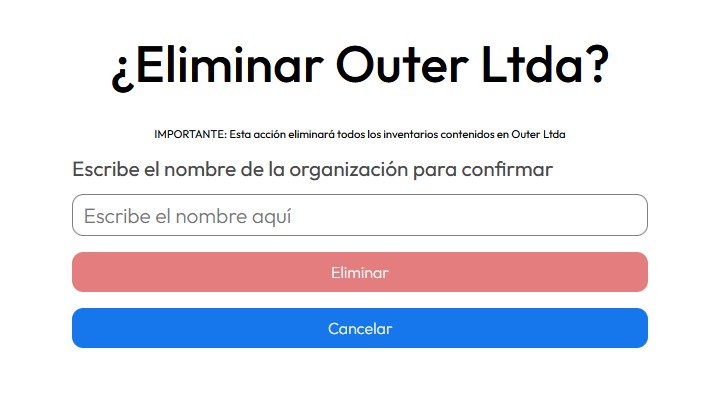 ¿Eliminar Outer Ltda?
IMPORTANTE: Esta acción eliminará todos los inventarios contenidos en Outer Ltda
Escribe el nombre de la organización para confirmar
Escribe el nombre aquí
Eliminar
Cancelar